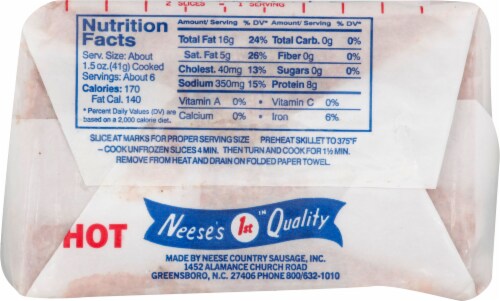 2 SLICES = 1 SERVING
Nutrition
Facts
Serv. Size: About
1.5 oz. (41g) Cooked
Servings: About 6
Calories: 170
Fat Cal. 140
* Percent Daily Values (DV) are
based on a 2,000 calorie diet.
Amount/ Serving % DV* Amount/ Serving % DV*
Total Fat 16g 24% Total Carb. 0g 0%
Sat. Fat 5g 26% Fiber 0g 0%
Cholest. 40mg 13% Sugars 0g 0%
Sodium 350mg 15% Protein 8g
Vitamin A 0% • Vitamin C 0%
Calcium 0% • Iron 6%
SLICE AT MARKS FOR PROPER SERVING SIZE PREHEAT SKILLET TO 375°F
– COOK UNFROZEN SLICES 4 MIN. THEN TURN AND COOK FOR 1½ MIN.
REMOVE FROM HEAT AND DRAIN ON FOLDED PAPER TOWEL.
HOT
Neese's 1st IN Quality
MADE BY NEESE COUNTRY SAUSAGE, INC.
1452 ALAMANCE CHURCH ROAD
GREENSBORO, N.C. 27406 PHONE 800/632-1010